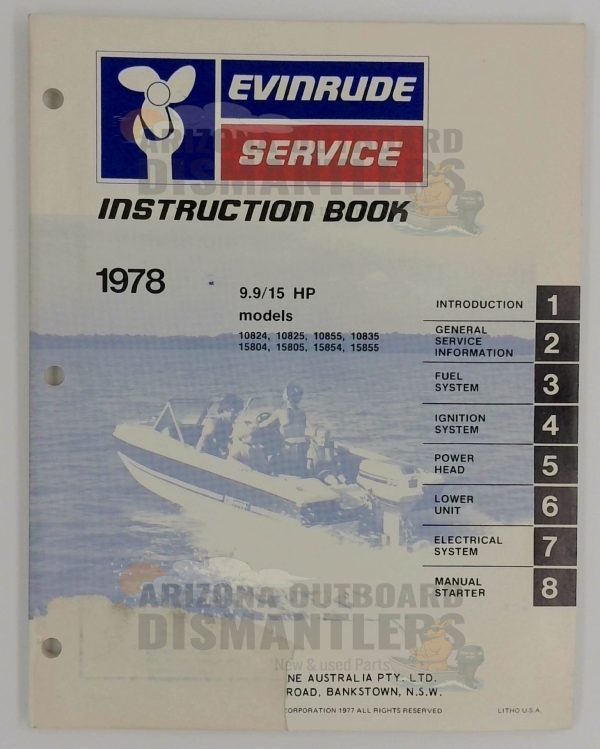 EVINRUDE
SERVICE
INSTRUCTION BOOK
1978
9.9/15 HP
models
10824, 10825, 10855, 10835
15804, 15805, 15854, 15855
INTRODUCTION 1
GENERAL
SERVICE
INFORMATION 2
FUEL
SYSTEM 3
IGNITION
SYSTEM 4
POWER
HEAD 5
LOWER
UNIT 6
ELECTRICAL
SYSTEM 7
MANUAL
STARTER 8
ARIZONA OUTBOARD
DISMANTLERS
ARIZONA OUTBOARD
DISMANTLERS
New & used Parts
NE AUSTRALIA PTY. LTD.
ROAD, BANKSTOWN, N.S.W.
CORPORATION 1977 ALL RIGHTS RESERVED
LITHO U.S.A.